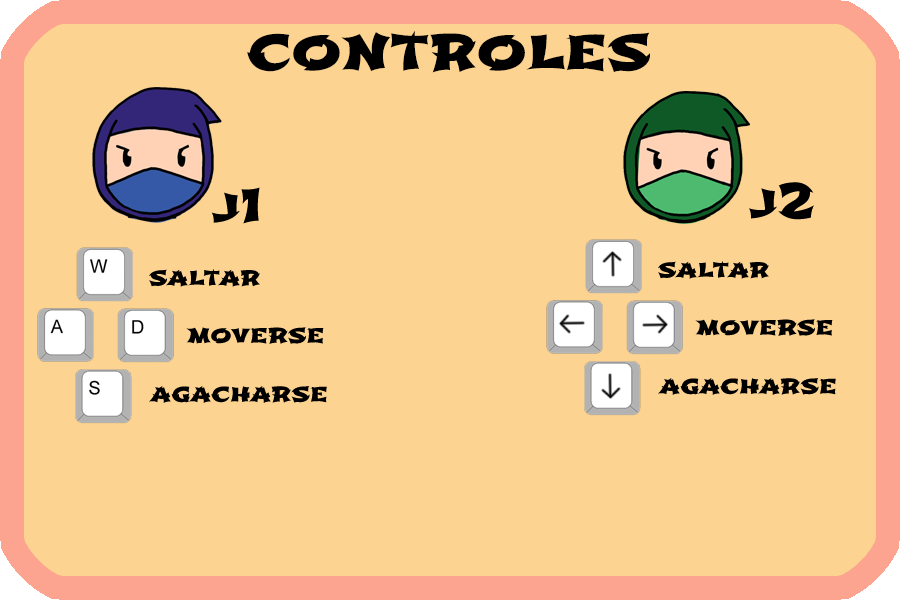 CONTROLES
J1
W SALTAR
A D MOVERSE
S AGACHARSE
J2
↑ SALTAR
← → MOVERSE
↓ AGACHARSE